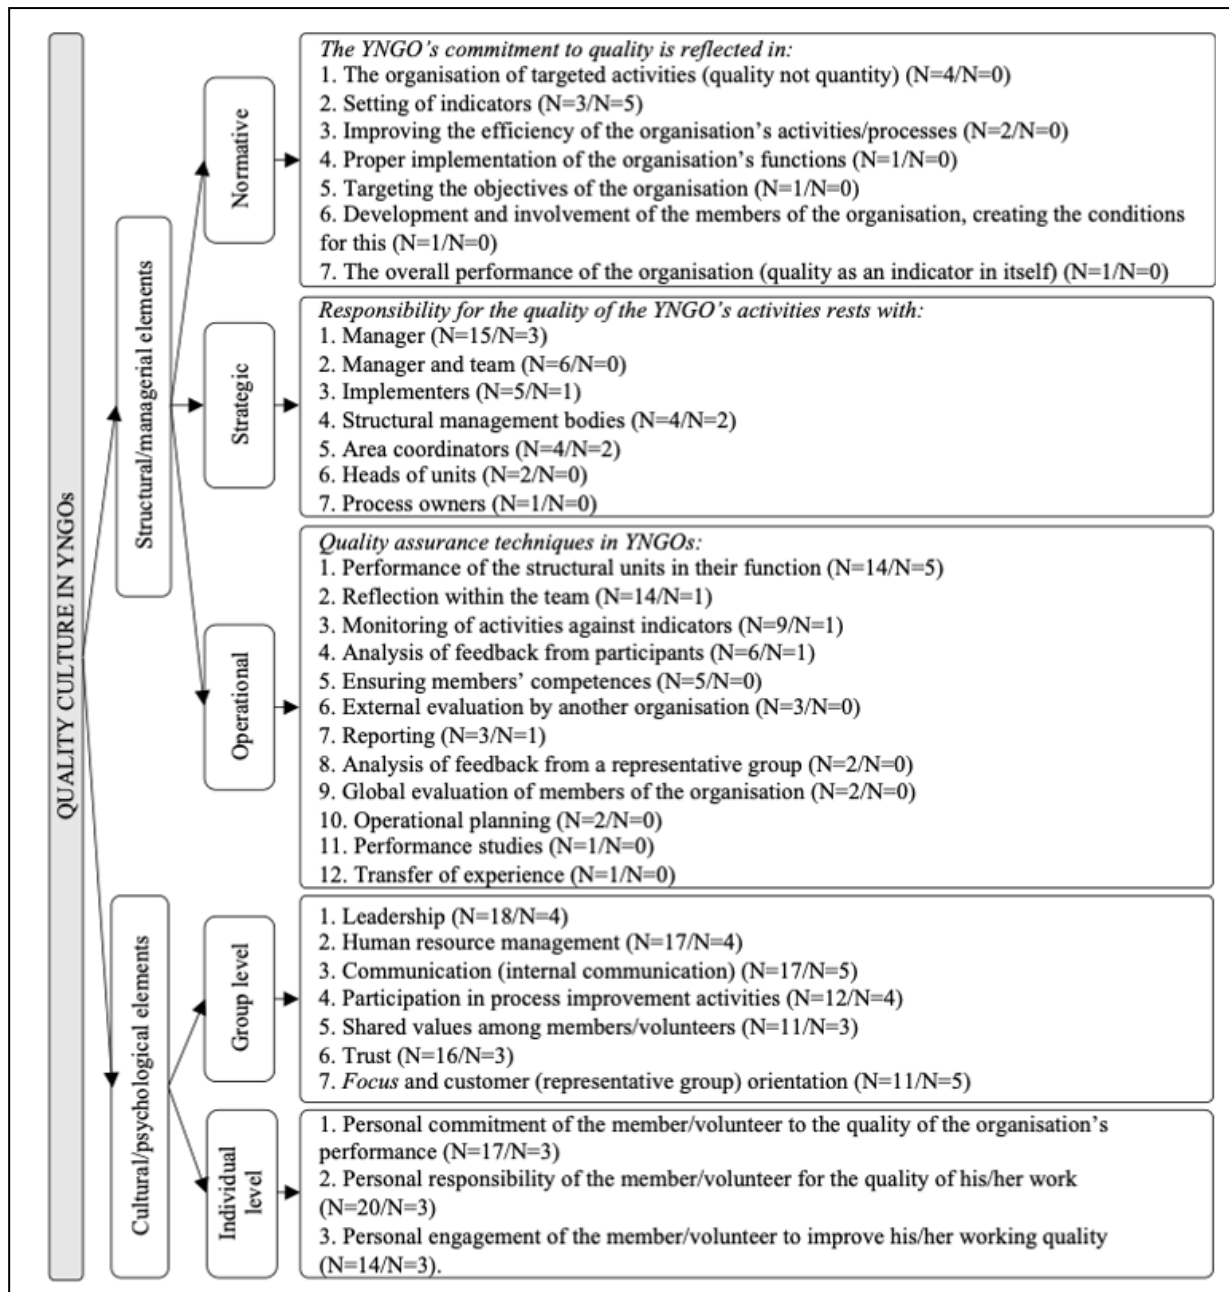 QUALITY CULTURE IN YNGOs
Structural/managerial elements
Normative
The YNGO's commitment to quality is reflected in:
1. The organisation of targeted activities (quality not quantity) (N=4/N=0)
2. Setting of indicators (N=3/N=5)
3. Improving the efficiency of the organisation's activities/processes (N=2/N=0)
4. Proper implementation of the organisation's functions (N=1/N=0)
5. Targeting the objectives of the organisation (N=1/N=0)
6. Development and involvement of the members of the organisation, creating the conditions
for this (N=1/N=0)
7. The overall performance of the organisation (quality as an indicator in itself) (N=1/N=0)
Strategic
Responsibility for the quality of the YNGO's activities rests with:
1. Manager (N=15/N=3)
2. Manager and team (N=6/N=0)
3. Implementers (N=5/N=1)
4. Structural management bodies (N=4/N=2)
5. Area coordinators (N=4/N=2)
6. Heads of units (N=2/N=0)
7. Process owners (N=1/N=0)
Operational
Quality assurance techniques in YNGOs:
1. Performance of the structural units in their function (N=14/N=5)
2. Reflection within the team (N=14/N=1)
3. Monitoring of activities against indicators (N=9/N=1)
4. Analysis of feedback from participants (N=6/N=1)
5. Ensuring members' competences (N=5/N=0)
6. External evaluation by another organisation (N=3/N=0)
7. Reporting (N=3/N=1)
8. Analysis of feedback from a representative group (N=2/N=0)
9. Global evaluation of members of the organisation (N=2/N=0)
10. Operational planning (N=2/N=0)
11. Performance studies (N=1/N=0)
12. Transfer of experience (N=1/N=0)
Cultural/psychological elements
Group level
1. Leadership (N=18/N=4)
2. Human resource management (N=17/N=4)
3. Communication (internal communication) (N=17/N=5)
4. Participation in process improvement activities (N=12/N=4)
5. Shared values among members/volunteers (N=11/N=3)
6. Trust (N=16/N=3)
7. Focus and customer (representative group) orientation (N=11/N=5)
Individual
level
1. Personal commitment of the member/volunteer to the quality of the organisation's
performance (N=17/N=3)
2. Personal responsibility of the member/volunteer for the quality of his/her work
(N=20/N=3)
3. Personal engagement of the member/volunteer to improve his/her working quality
(N=14/N=3).